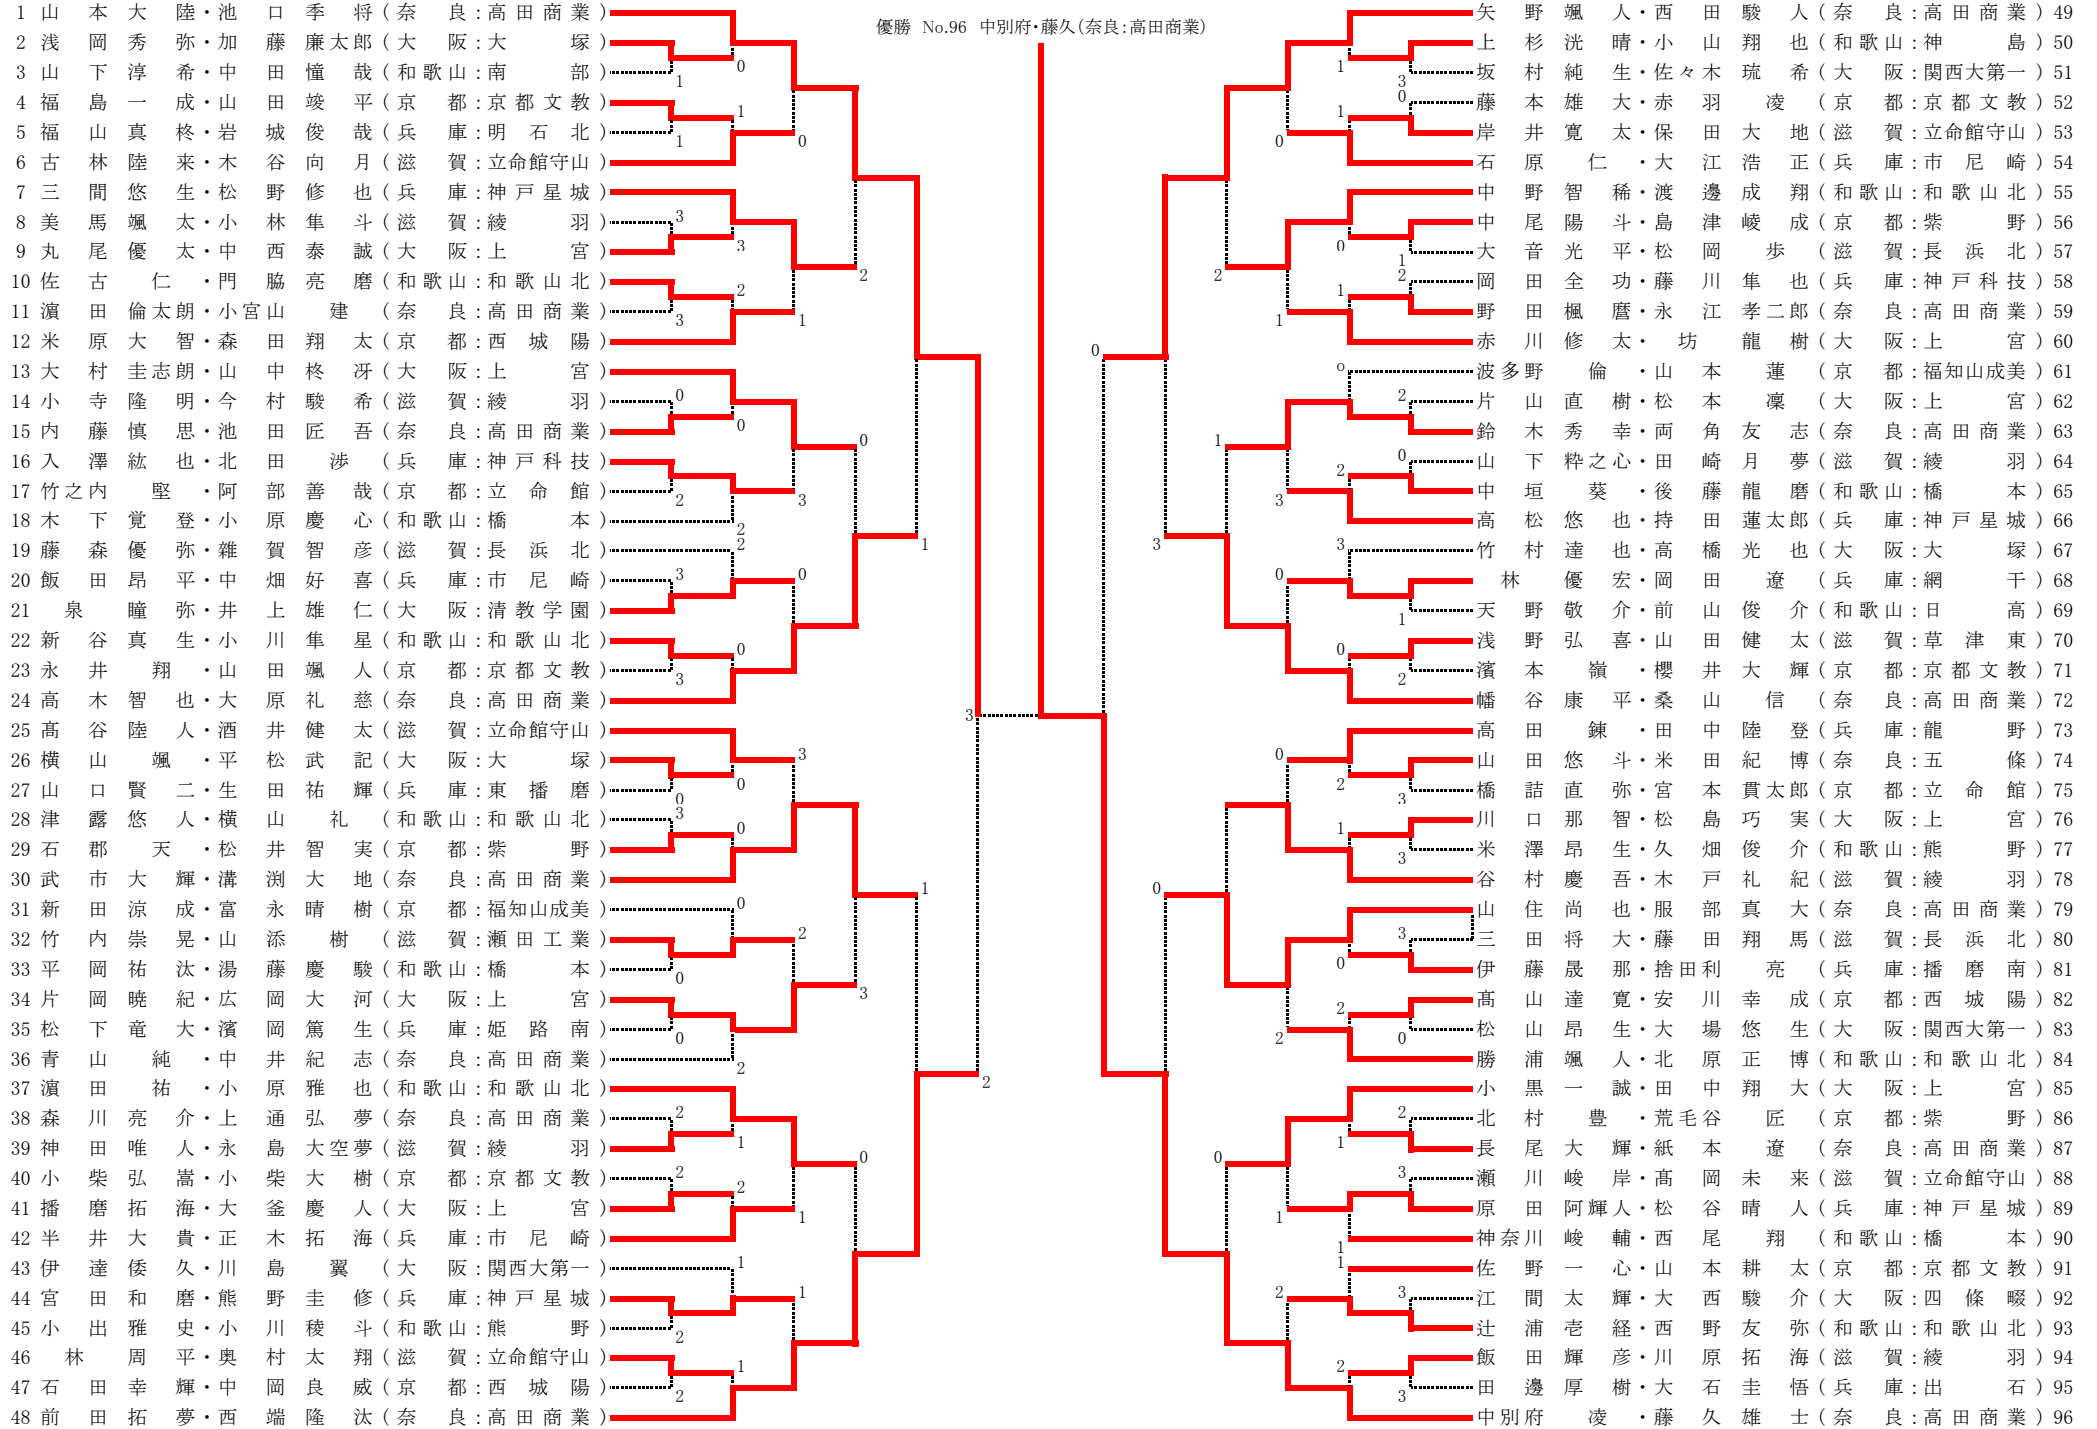 優勝 No.96 中別府・藤久(奈良:高田商業)
1 山本大陸・池口季将(奈良:高田商業)
2 浅岡秀弥・加藤廉太郎(大阪:大塚)
3 山下淳希・中田憧哉(和歌山:南部)
4 福島一成・山田竣平(京都:京都文教)
5 福山真柊・岩城俊哉(兵庫:明石北)
6 古林陸来・木谷向月(滋賀:立命館守山)
7 三間悠生・松野修也(兵庫:神戸星城)
8 美馬颯太・小林隼斗(滋賀:綾羽)
9 丸尾優太・中西泰誠(大阪:上宮)
10 佐古仁・門脇亮磨(和歌山:和歌山北)
11 濵田倫太朗・小宮山建(奈良:高田商業)
12 米原大智・森田翔太(京都:西城陽)
13 大村圭志朗・山中柊冴(大阪:上宮)
14 小寺隆明・今村駿希(滋賀:綾羽)
15 内藤慎思・池田匠吾(奈良:高田商業)
16 入澤紘也・北田渉(兵庫:神戸科技)
17 竹之内堅・阿部善哉(京都:立命館)
18 木下覚登・小原慶心(和歌山:橋本)
19 藤森優弥・雑賀智彦(滋賀:長浜北)
20 飯田昂平・中畑好喜(兵庫:市尼崎)
21 泉瞳弥・井上雄仁(大阪:清教学園)
22 新谷真生・小川隼星(和歌山:和歌山北)
23 永井翔・山田颯人(京都:京都文教)
24 高木智也・大原礼慈(奈良:高田商業)
25 髙谷陸人・酒井健太(滋賀:立命館守山)
26 横山颯・平松武記(大阪:大塚)
27 山口賢二・生田祐輝(兵庫:東播磨)
28 津露悠人・横山礼(和歌山:和歌山北)
29 石郡天・松井智実(京都:紫野)
30 武市大輝・溝渕大地(奈良:高田商業)
31 新田涼成・富永晴樹(京都:福知山成美)
32 竹内崇晃・山添樹(滋賀:瀬田工業)
33 平岡祐汰・湯藤慶駿(和歌山:橋本)
34 片岡暁紀・広岡大河(大阪:上宮)
35 松下竜大・濱岡篤生(兵庫:姫路南)
36 青山純・中井紀志(奈良:高田商業)
37 濵田祐・小原雅也(和歌山:和歌山北)
38 森川亮介・上通弘夢(奈良:高田商業)
39 神田唯人・永島大空夢(滋賀:綾羽)
40 小柴弘嵩・小柴大樹(京都:京都文教)
41 播磨拓海・大釜慶人(大阪:上宮)
42 半井大貴・正木拓海(兵庫:市尼崎)
43 伊達倭久・川島翼(大阪:関西大第一)
44 宮田和磨・熊野圭修(兵庫:神戸星城)
45 小出雅史・小川稜斗(和歌山:熊野)
46 林周平・奥村太翔(滋賀:立命館守山)
47 石田幸輝・中岡良威(京都:西城陽)
48 前田拓夢・西端隆汰(奈良:高田商業)
矢野颯人・西田駿人(奈良:高田商業)49
上杉洸晴・小山翔也(和歌山:神島)50
坂村純生・佐々木琉希(大阪:関西大第一)51
藤本雄大・赤羽凌(京都:京都文教)52
岸井寛太・保田大地(滋賀:立命館守山)53
石原仁・大江浩正(兵庫:市尼崎)54
中野智稀・渡邊成翔(和歌山:和歌山北)55
中尾陽斗・島津崚成(京都:紫野)56
大音光平・松岡歩(滋賀:長浜北)57
岡田全功・藤川隼也(兵庫:神戸科技)58
野田楓麿・永江孝二郎(奈良:高田商業)59
赤川修太・坊龍樹(大阪:上宮)60
波多野倫・山本蓮(京都:福知山成美)61
片山直樹・松本凜(大阪:上宮)62
鈴木秀幸・両角友志(奈良:高田商業)63
山下粋之心・田崎月夢(滋賀:綾羽)64
中垣葵・後藤龍磨(和歌山:橋本)65
高松悠也・持田蓮太郎(兵庫:神戸星城)66
竹村達也・高橋光也(大阪:大塚)67
林優宏・岡田遼(兵庫:網干)68
天野敬介・前山俊介(和歌山:日高)69
浅野弘喜・山田健太(滋賀:草津東)70
濱本嶺・櫻井大輝(京都:京都文教)71
幡谷康平・桑山信(奈良:高田商業)72
高田錬・田中陸登(兵庫:龍野)73
山田悠斗・米田紀博(奈良:五條)74
橋詰直弥・宮本貫太郎(京都:立命館)75
川口那智・松島巧実(大阪:上宮)76
米澤昂生・久畑俊介(和歌山:熊野)77
谷村慶吾・木戸礼紀(滋賀:綾羽)78
山住尚也・服部真大(奈良:高田商業)79
三田将大・藤田翔馬(滋賀:長浜北)80
伊藤晟那・捨田利亮(兵庫:播磨南)81
髙山達寛・安川幸成(京都:西城陽)82
松山昂生・大場悠生(大阪:関西大第一)83
勝浦颯人・北原正博(和歌山:和歌山北)84
小黒一誠・田中翔大(大阪:上宮)85
北村豊・荒毛谷匠(京都:紫野)86
長尾大輝・紙本遼(奈良:高田商業)87
瀬川峻岸・髙岡未来(滋賀:立命館守山)88
原田阿輝人・松谷晴人(兵庫:神戸星城)89
神奈川峻輔・西尾翔(和歌山:橋本)90
佐野一心・山本耕太(京都:京都文教)91
江間太輝・大西駿介(大阪:四條畷)92
辻浦壱経・西野友弥(和歌山:和歌山北)93
飯田輝彦・川原拓海(滋賀:綾羽)94
田邊厚樹・大石圭悟(兵庫:出石)95
中別府凌・藤久雄士(奈良:高田商業)96